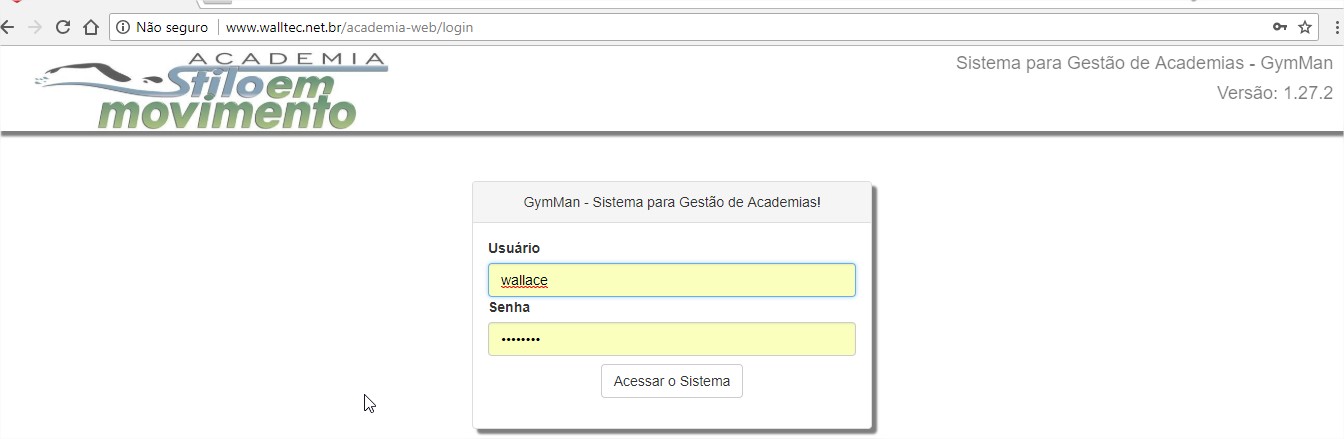 Não seguro
www.walltec.net.br/academia-web/login
ACADEMIA
Stiloem
movimento
Sistema para Gestão de Academias - GymMan
Versão: 1.27.2
GymMan - Sistema para Gestão de Academias!
Usuário
wallace
Senha
••••••••
Acessar o Sistema